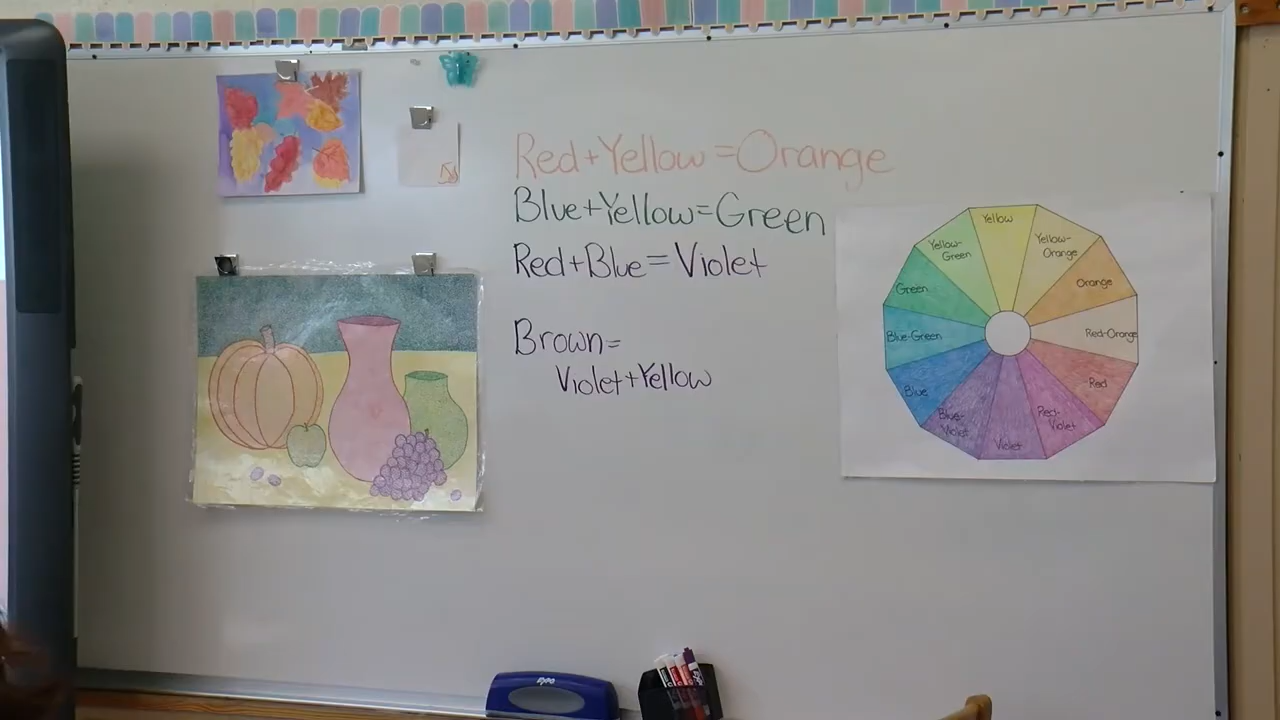 Red+Yellow=Orange
Blue+Yellow=Green
Red+Blue=Violet
Brown=
Violet+Yellow
Yellow
Yellow-
Orange
Orange
Red-Orange
Red
Red-
Violet
Violet
Blue-
Violet
Blue
Blue-Green
Green
Yellow-
Green
EXPO